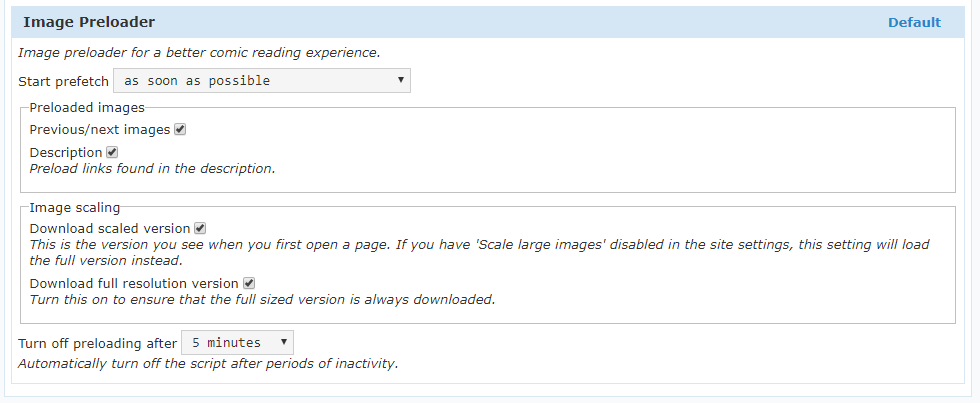 Image Preloader Default
Image preloader for a better comic reading experience.
Start prefetch as soon as possible
Preloaded images
Previous/next images
Description
Preload links found in the description.
Image scaling
Download scaled version
This is the version you see when you first open a page. If you have 'Scale large images' disabled in the site settings, this setting will load
the full version instead.
Download full resolution version
Turn this on to ensure that the full sized version is always downloaded.
Turn off preloading after 5 minutes
Automatically turn off the script after periods of inactivity.